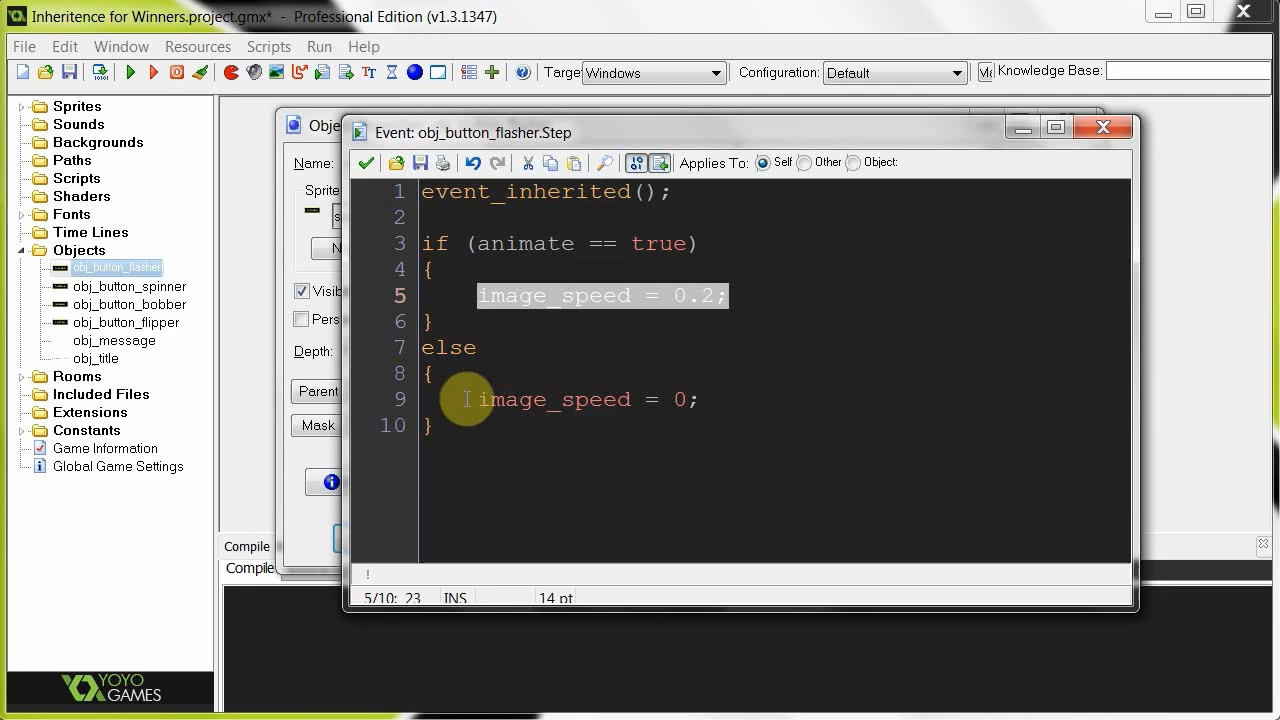 Inheritence for Winners.project.gmx* - Professional Edition (v1.3.1347)
File Edit Window Resources Scripts Run Help
Targe Windows Configuration: Default Knowledge Base:
Sprites
Sounds
Backgrounds
Paths
Scripts
Shaders
Fonts
Time Lines
Objects
obj_button_flasher
obj_button_spinner
obj_button_bobber
obj_button_flipper
obj_message
obj_title
Rooms
Included Files
Extensions
Constants
Game Information
Global Game Settings
YOYO
GAMES
Obje
Name:
Sprite
s
N
Visib
Pers
Depth:
Parent
Mask
Event: obj_button_flasher.Step
Applies To: Self Other Object:
1 event_inherited();
2
3 if (animate == true)
4 {
5 image_speed = 0.2;
6 }
7 else
8 {
9 image_speed = 0;
10 }
!
5/10: 23 INS 14 pt
Compile
Compile